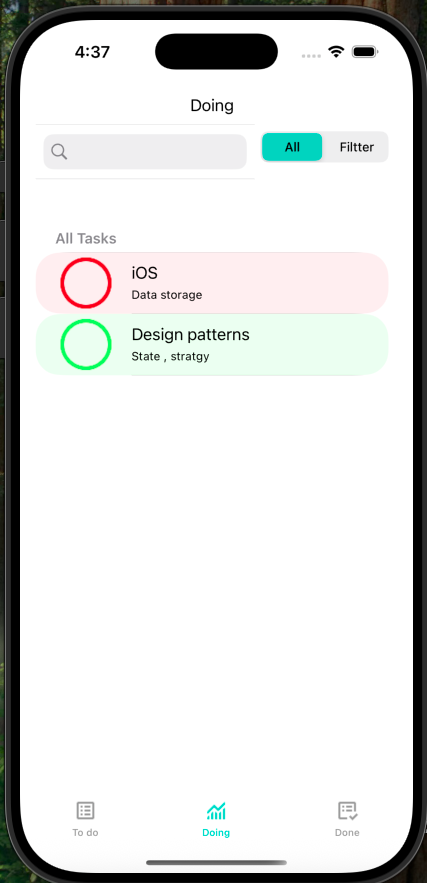 4:37
Doing
All Filtter
All Tasks
iOS
Data storage
Design patterns
State , stratgy
To do Doing Done